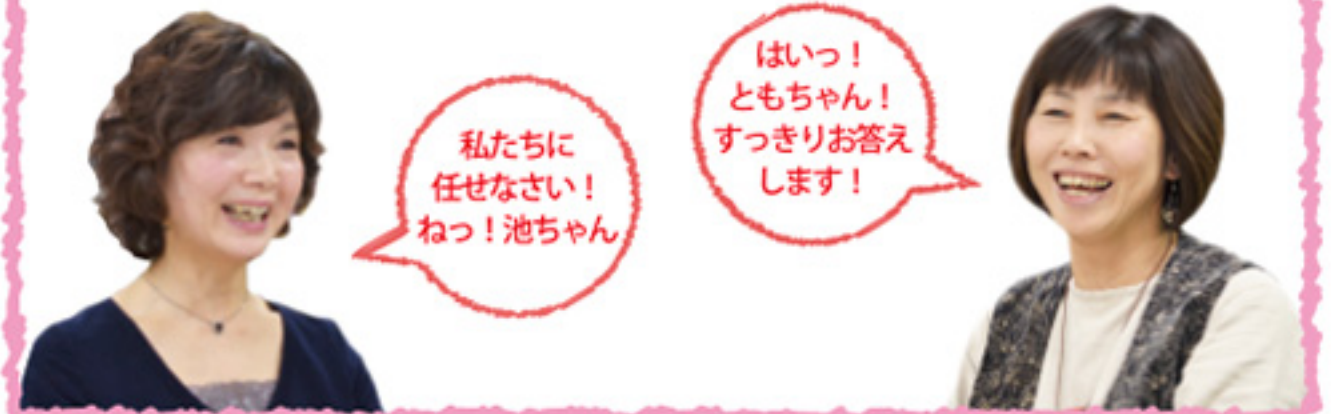 私たちに
任せなさい！
ねっ！池ちゃん
はいっ！
ともちゃん！
すっきりお答え
します！